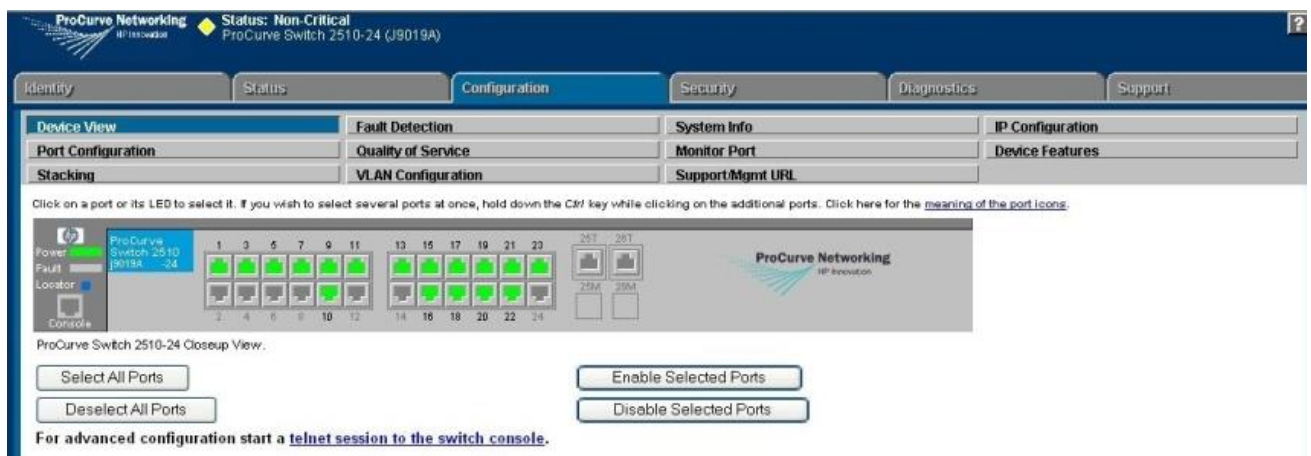 ProCurve Networking
HP Innovation
Status: Non-Critical
ProCurve Switch 2510-24 (J9019A)
?
Identity
Status
Configuration
Security
Diagnostics
Support
Device View
Fault Detection
System Info
IP Configuration
Port Configuration
Quality of Service
Monitor Port
Device Features
Stacking
VLAN Configuration
Support/Mgmt URL
Click on a port or its LED to select it. If you wish to select several ports at once, hold down the Ctrl key while clicking on the additional ports. Click here for the meaning of the port icons.
hp
Power
Fault
Locator
Console
ProCurve
Switch 2510
J9019A -24
1 3 5 7 9 11 13 15 17 19 21 23 25T 26T
2 4 6 8 10 12 14 16 18 20 22 24 25M 26M
ProCurve Networking
HP Innovation
ProCurve Switch 2510-24 Closeup View.
Select All Ports
Enable Selected Ports
Deselect All Ports
Disable Selected Ports
For advanced configuration start a telnet session to the switch console.